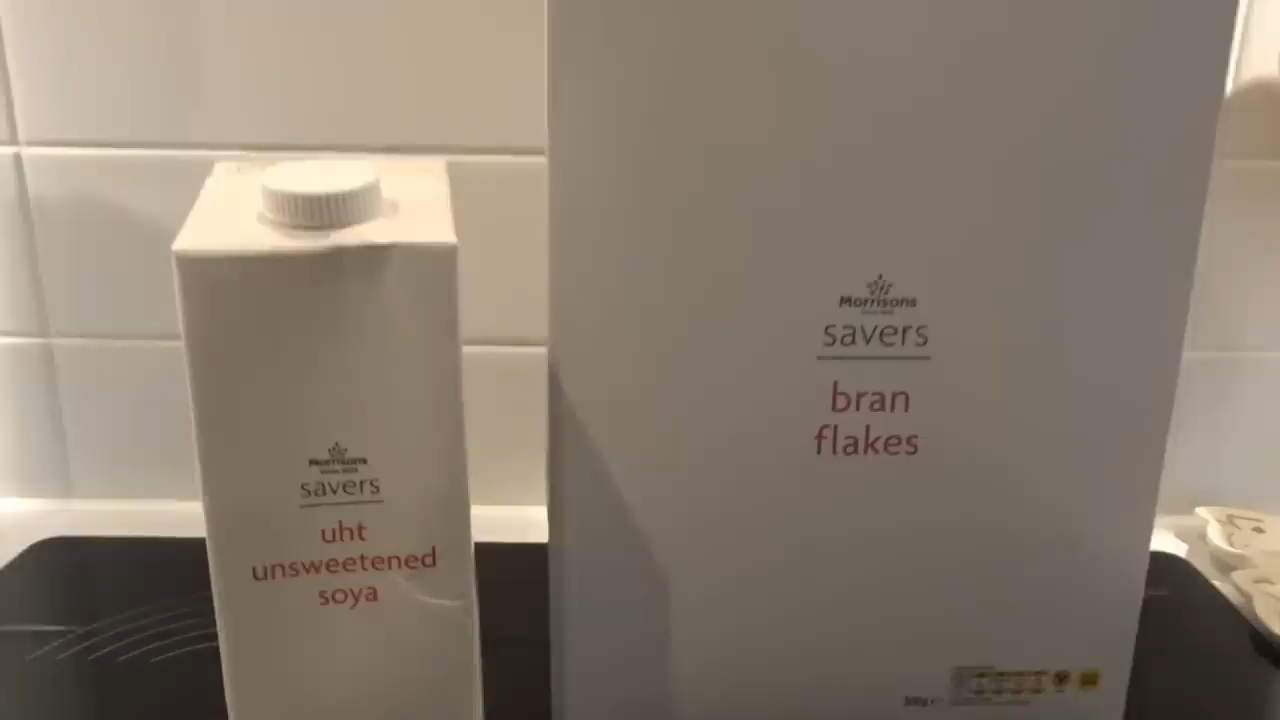 Morrisons
savers
uht
unsweetened
soya
Morrisons
savers
bran
flakes